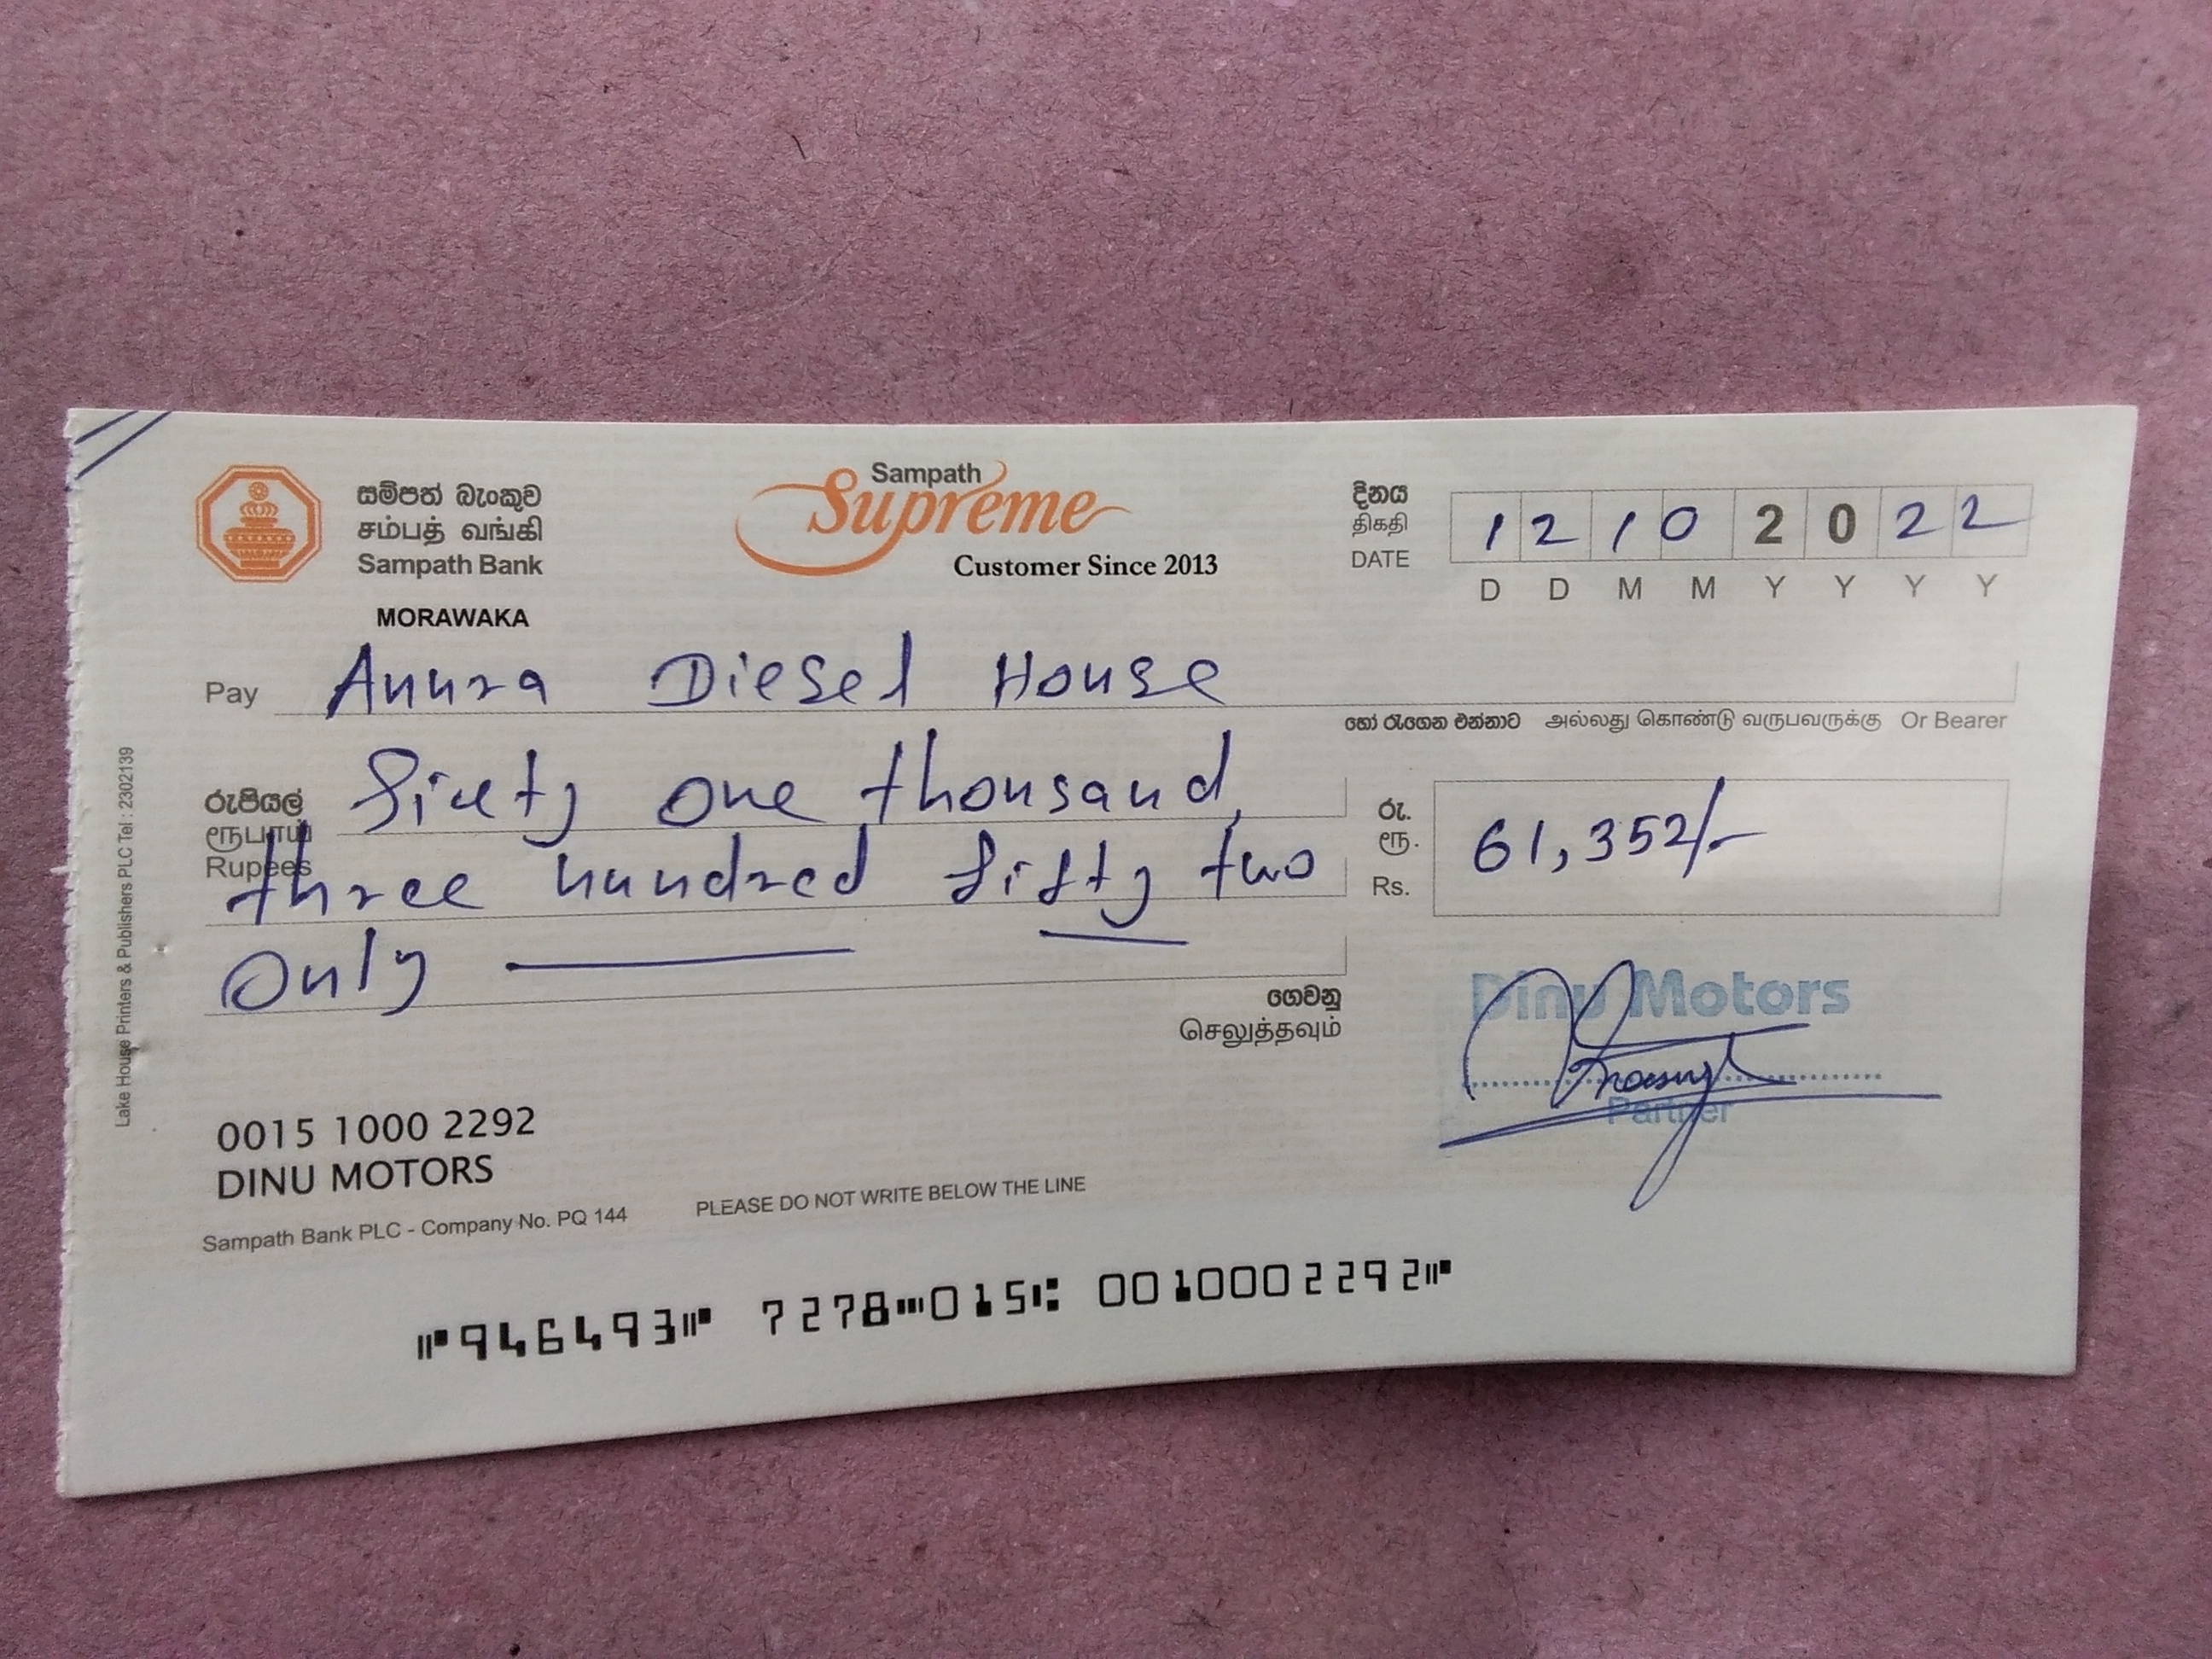 සම්පත් බැංකුව
சம்பத் வங்கி
Sampath Bank
MORAWAKA
Sampath
Supreme
Customer Since 2013
දිනය
திகதி
DATE
1 2 1 0 2 0 2 2
D D M M Y Y Y Y
Pay Anura Diesel House
හෝ රැගෙන එන්නාට அல்லது கொண்டு வருபவருக்கு Or Bearer
රුපියල්
ரூபாய்
Rupees
Sixty one thousand,
three hundred fifty two
only
රු.
ரூ.
Rs.
61,352/-
ගෙවනු
செலுத்தவும்
Dinu Motors
Partner
0015 1000 2292
DINU MOTORS
Sampath Bank PLC - Company No. PQ 144
PLEASE DO NOT WRITE BELOW THE LINE
⑈946493⑈ 7278⑉015⑆ 0010002292⑈
Lake House Printers & Publishers PLC Tel : 2302139